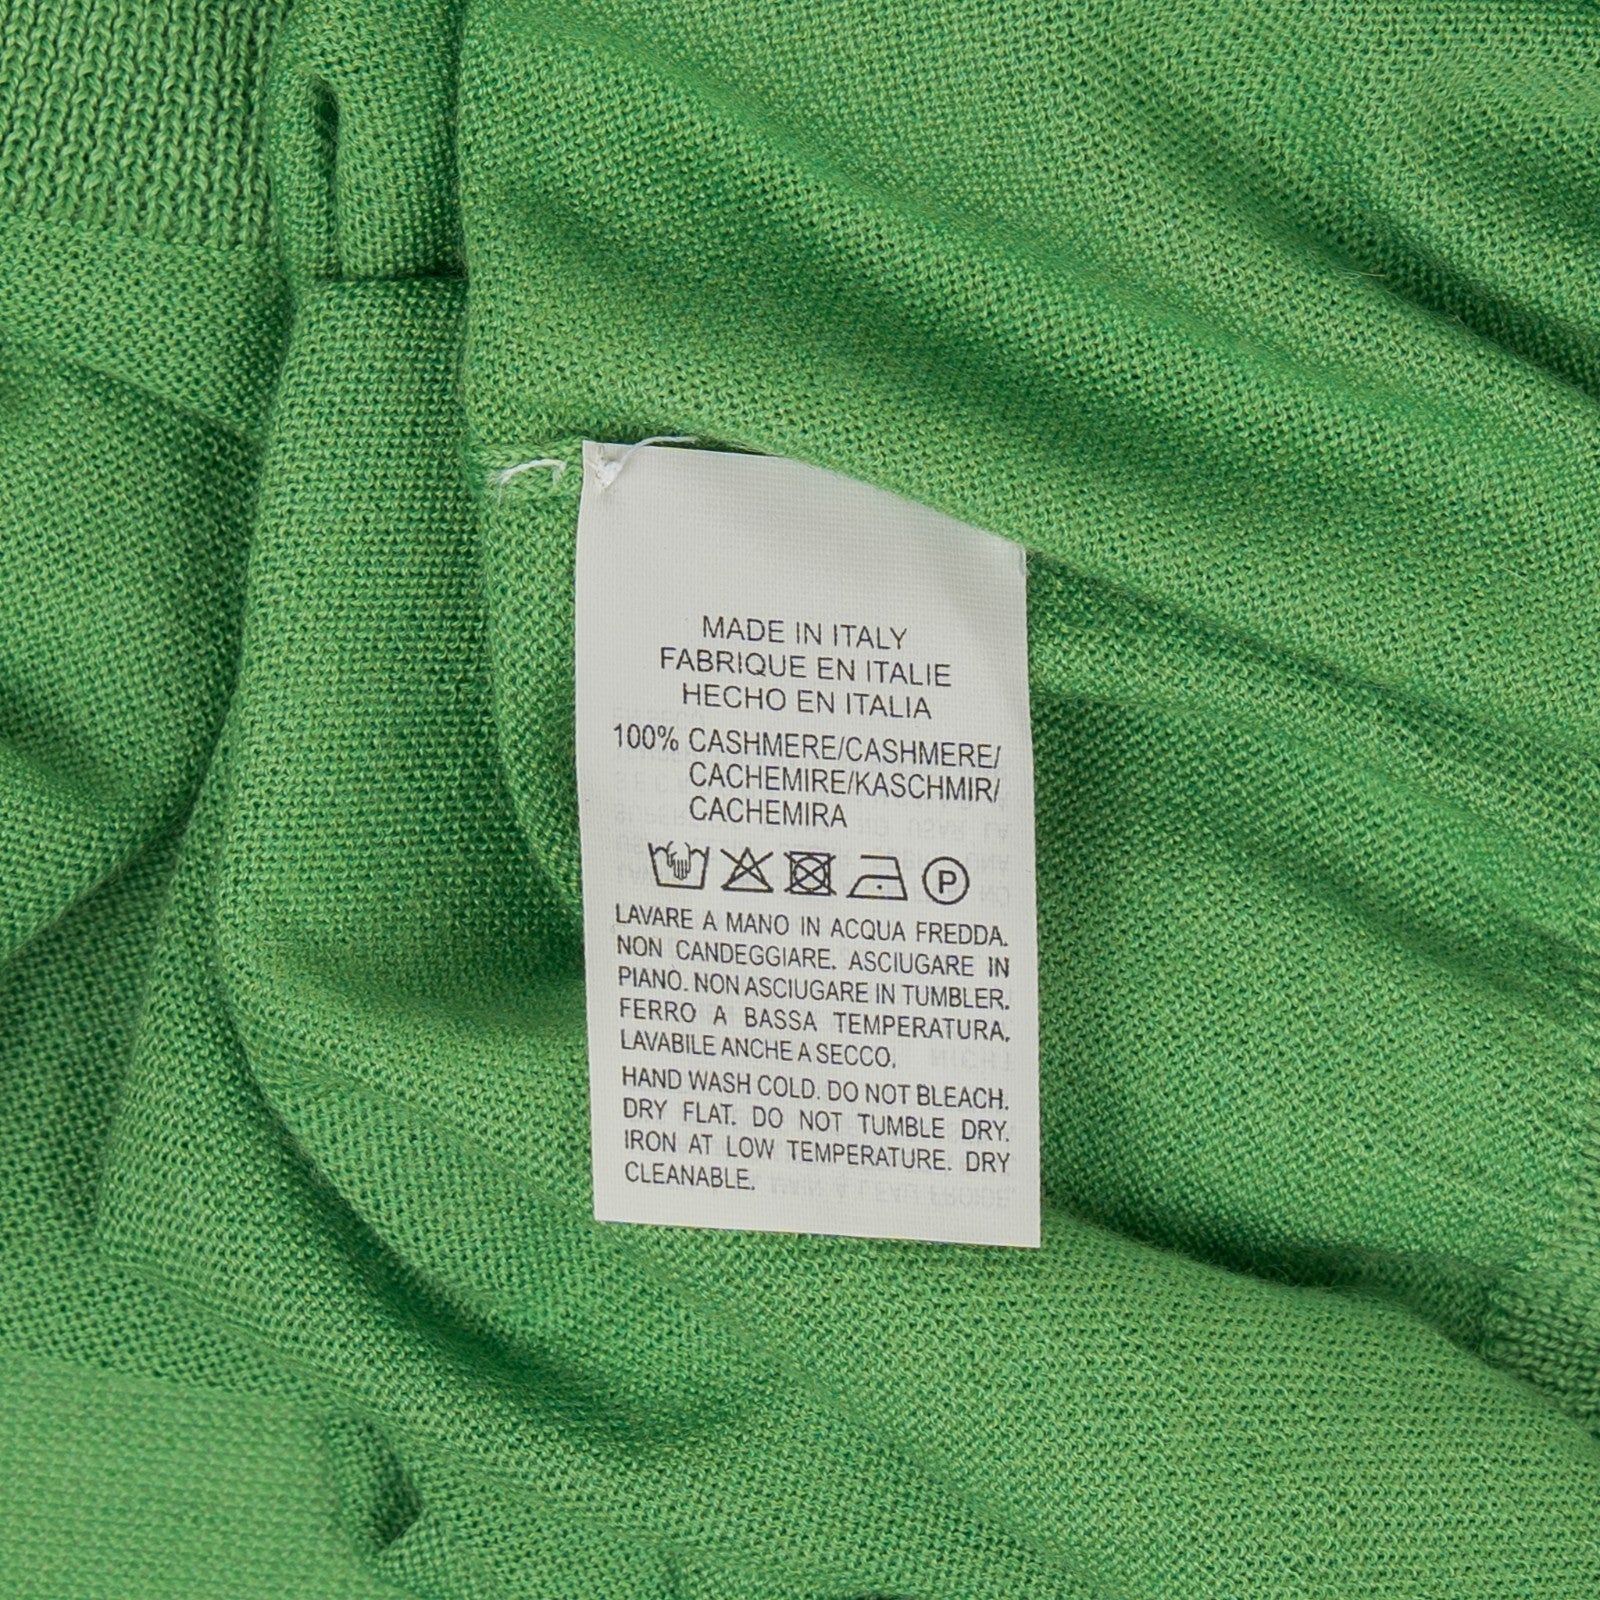 MADE IN ITALY
FABRIQUE EN ITALIE
HECHO EN ITALIA
100% CASHMERE/CASHMERE/
CACHEMIRE/KASCHMIR/
CACHEMIRA
P
LAVARE A MANO IN ACQUA FREDDA.
NON CANDEGGIARE. ASCIUGARE IN
PIANO. NON ASCIUGARE IN TUMBLER.
FERRO A BASSA TEMPERATURA.
LAVABILE ANCHE A SECCO.
HAND WASH COLD. DO NOT BLEACH.
DRY FLAT. DO NOT TUMBLE DRY.
IRON AT LOW TEMPERATURE. DRY
CLEANABLE.